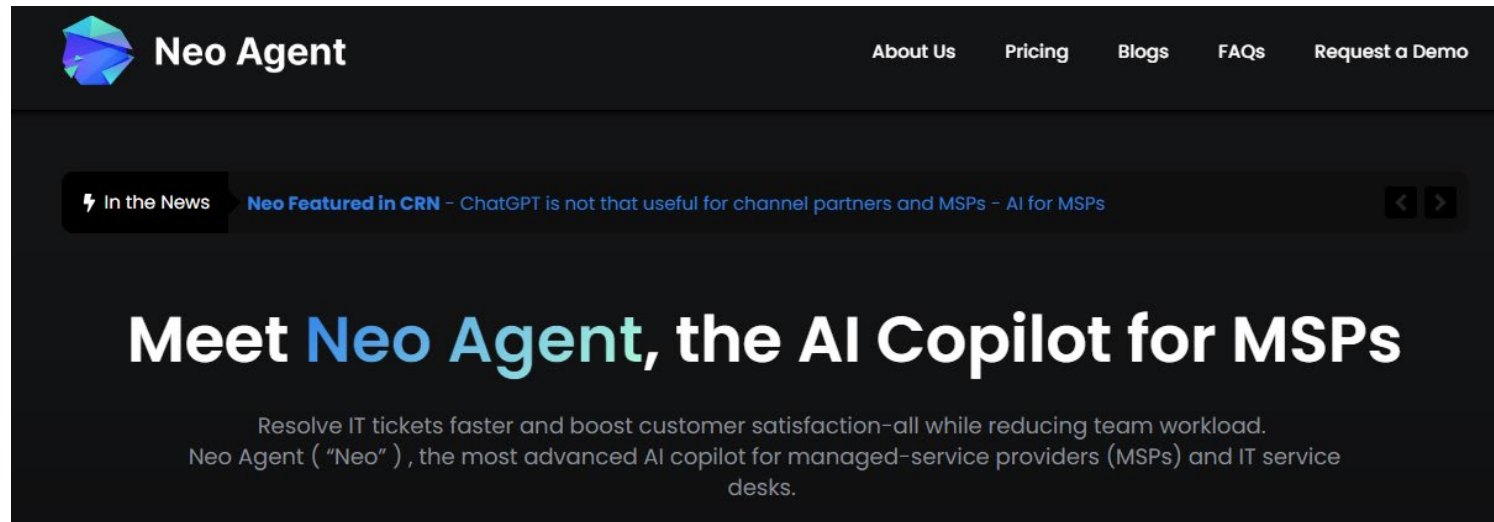 Neo Agent
About Us Pricing Blogs FAQs Request a Demo
In the News
Neo Featured in CRN - ChatGPT is not that useful for channel partners and MSPs - AI for MSPs
Meet Neo Agent, the AI Copilot for MSPs
Resolve IT tickets faster and boost customer satisfaction-all while reducing team workload.
Neo Agent ( “Neo” ) , the most advanced AI copilot for managed-service providers (MSPs) and IT service
desks.